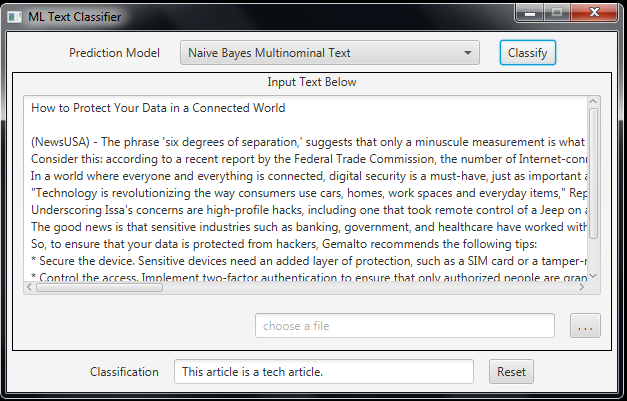 ML Text Classifier
Prediction Model Naive Bayes Multinominal Text Classify
Input Text Below
How to Protect Your Data in a Connected World
(NewsUSA) - The phrase 'six degrees of separation,' suggests that only a minuscule measurement is what
Consider this: according to a recent report by the Federal Trade Commission, the number of Internet-conn
In a world where everyone and everything is connected, digital security is a must-have, just as important a
"Technology is revolutionizing the way consumers use cars, homes, work spaces and everyday items," Rep
Underscoring Issa's concerns are high-profile hacks, including one that took remote control of a Jeep on a
The good news is that sensitive industries such as banking, government, and healthcare have worked with
So, to ensure that your data is protected from hackers, Gemalto recommends the following tips:
* Secure the device. Sensitive devices need an added layer of protection, such as a SIM card or a tamper-r
* Control the access. Implement two-factor authentication to ensure that only authorized people are gran
choose a file ...
Classification This article is a tech article. Reset